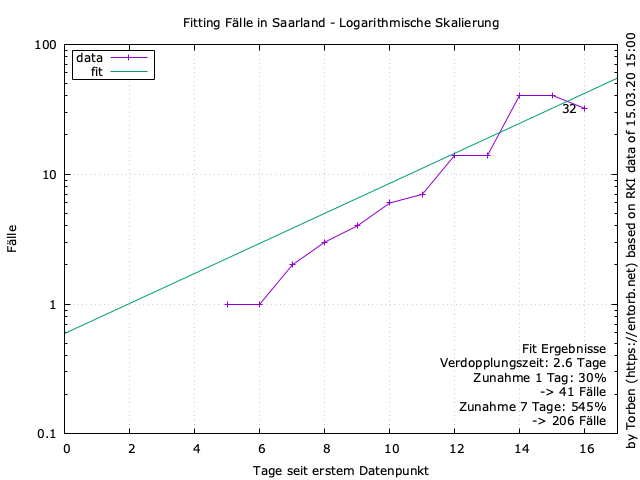 Fitting Fälle in Saarland - Logarithmische Skalierung
100
10
1
0.1
Fälle
data
fit
32
Fit Ergebnisse
Verdopplungszeit: 2.6 Tage
Zunahme 1 Tag: 30%
-> 41 Fälle
Zunahme 7 Tage: 545%
-> 206 Fälle
0 2 4 6 8 10 12 14 16
Tage seit erstem Datenpunkt
by Torben (https://entorb.net) based on RKI data of 15.03.20 15:00